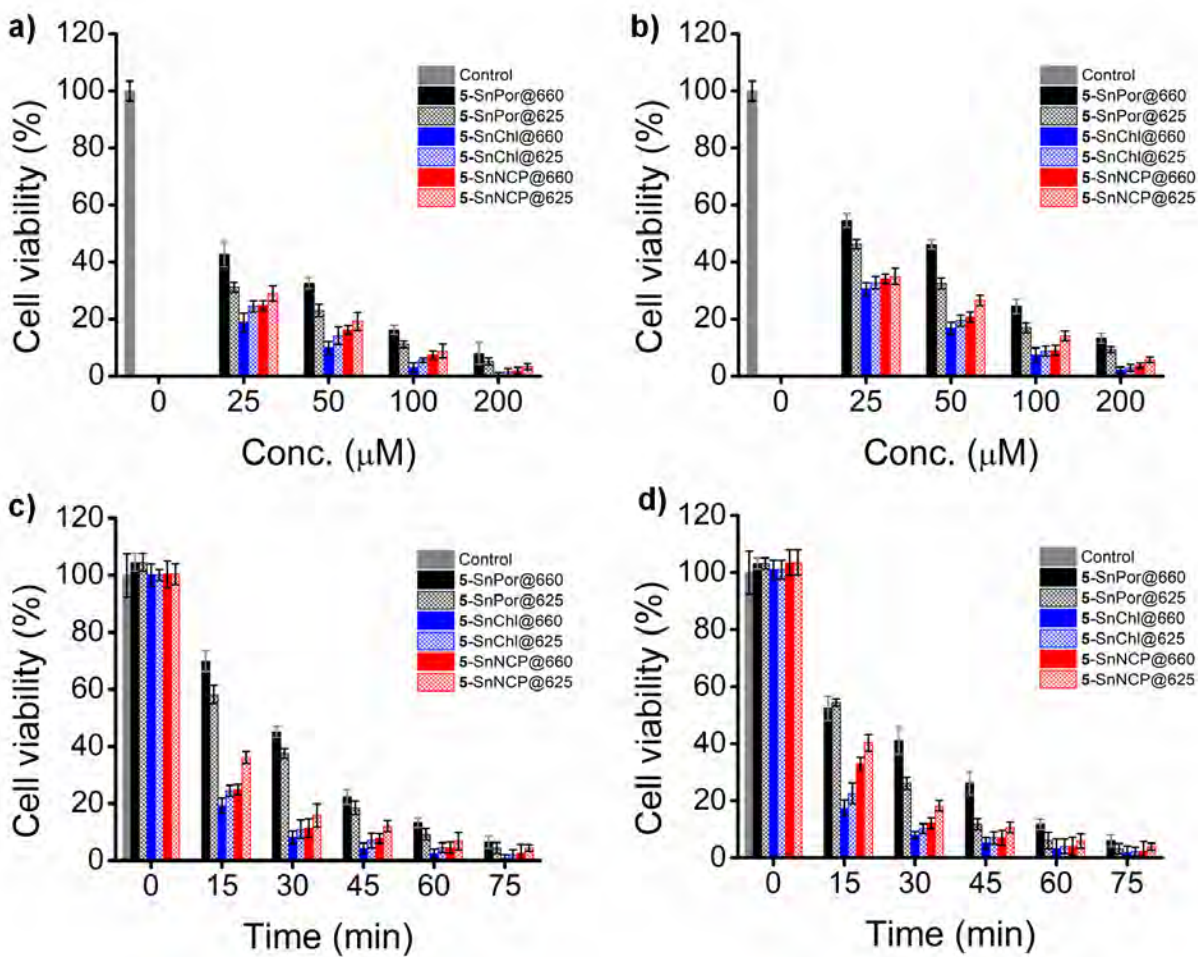 a)
120
100
80
60
40
20
0
Cell viability (%)
Control
5-SnPor@660
5-SnPor@625
5-SnChl@660
5-SnChl@625
5-SnNCP@660
5-SnNCP@625
0 25 50 100 200
Conc. (μM)
b)
120
100
80
60
40
20
0
Cell viability (%)
Control
5-SnPor@660
5-SnPor@625
5-SnChl@660
5-SnChl@625
5-SnNCP@660
5-SnNCP@625
0 25 50 100 200
Conc. (μM)
c)
120
100
80
60
40
20
0
Cell viability (%)
Control
5-SnPor@660
5-SnPor@625
5-SnChl@660
5-SnChl@625
5-SnNCP@660
5-SnNCP@625
0 15 30 45 60 75
Time (min)
d)
120
100
80
60
40
20
0
Cell viability (%)
Control
5-SnPor@660
5-SnPor@625
5-SnChl@660
5-SnChl@625
5-SnNCP@660
5-SnNCP@625
0 15 30 45 60 75
Time (min)